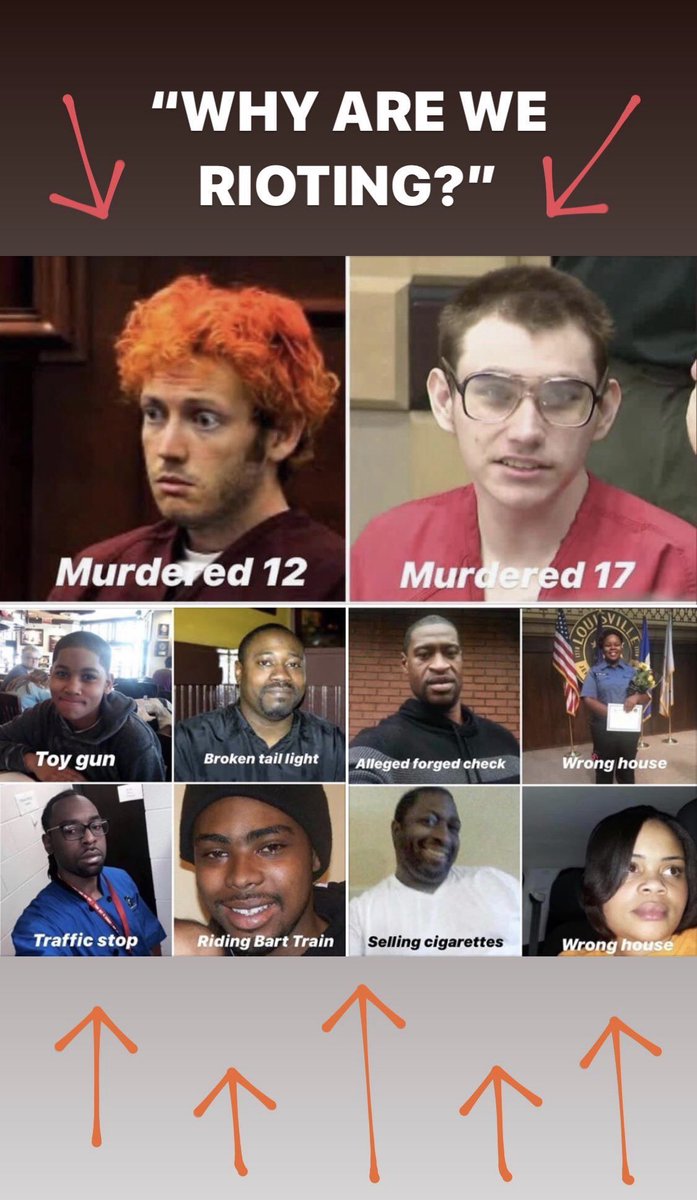 “WHY ARE WE
RIOTING?”
Murdered 12
Murdered 17
LOUISVILLE
Toy gun
Broken tail light
Alleged forged check
Wrong house
Traffic stop
Riding Bart Train
Selling cigarettes
Wrong house